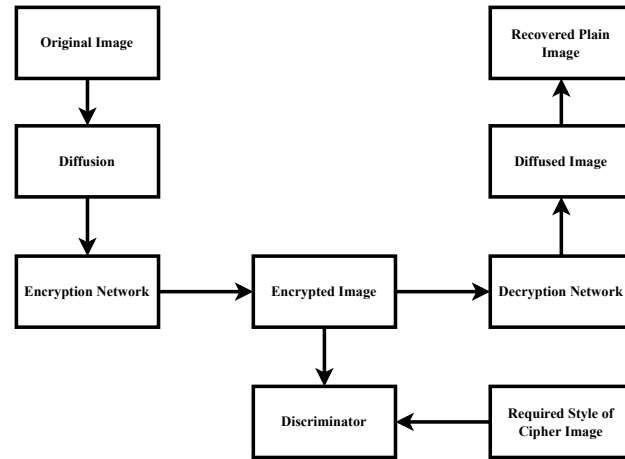 Original Image
Recovered Plain
Image
Diffusion
Diffused Image
Encryption Network
Encrypted Image
Decryption Network
Discriminator
Required Style of
Cipher Image